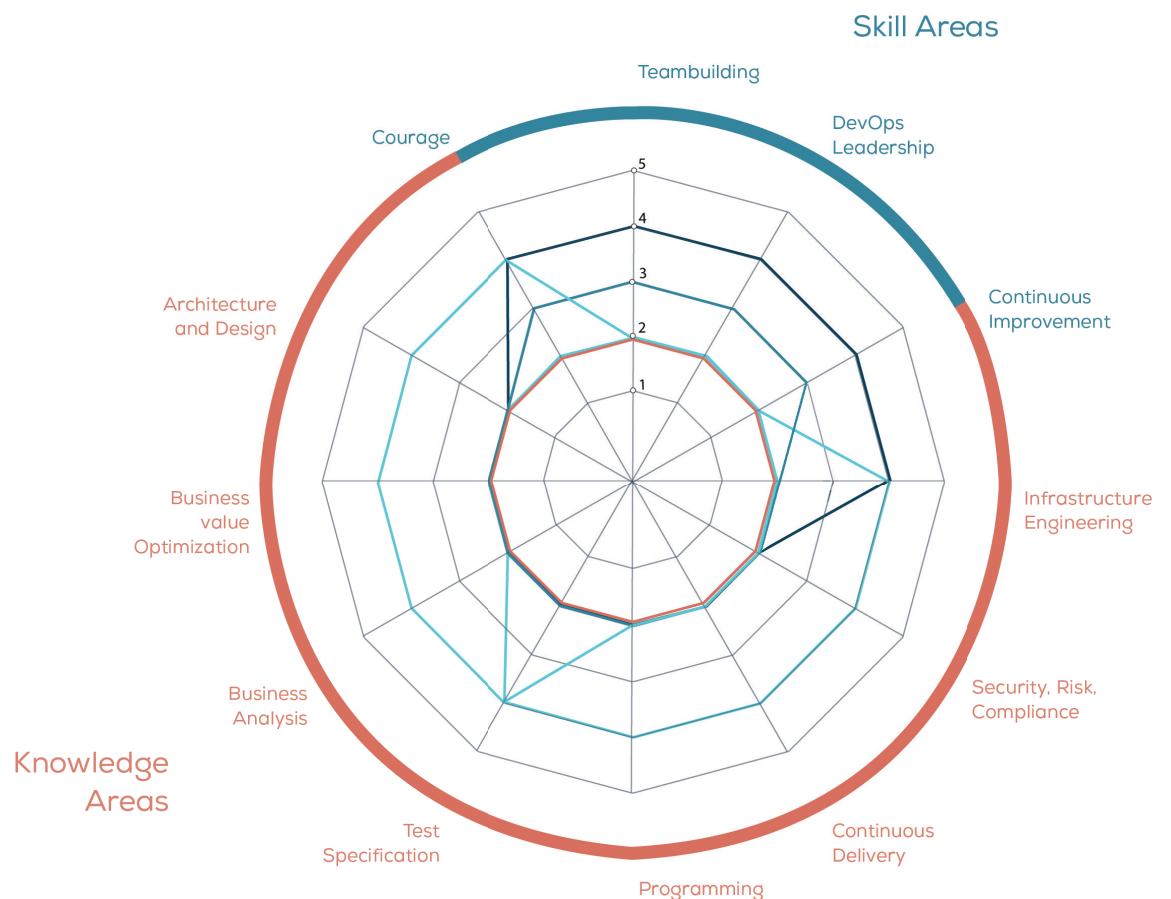 Skill Areas
Teambuilding
DevOps
Leadership
Courage
5
4
3
2
1
Continuous
Improvement
Architecture
and Design
Infrastructure
Engineering
Business
value
Optimization
Security, Risk,
Compliance
Business
Analysis
Knowledge
Areas
Continuous
Delivery
Test
Specification
Programming